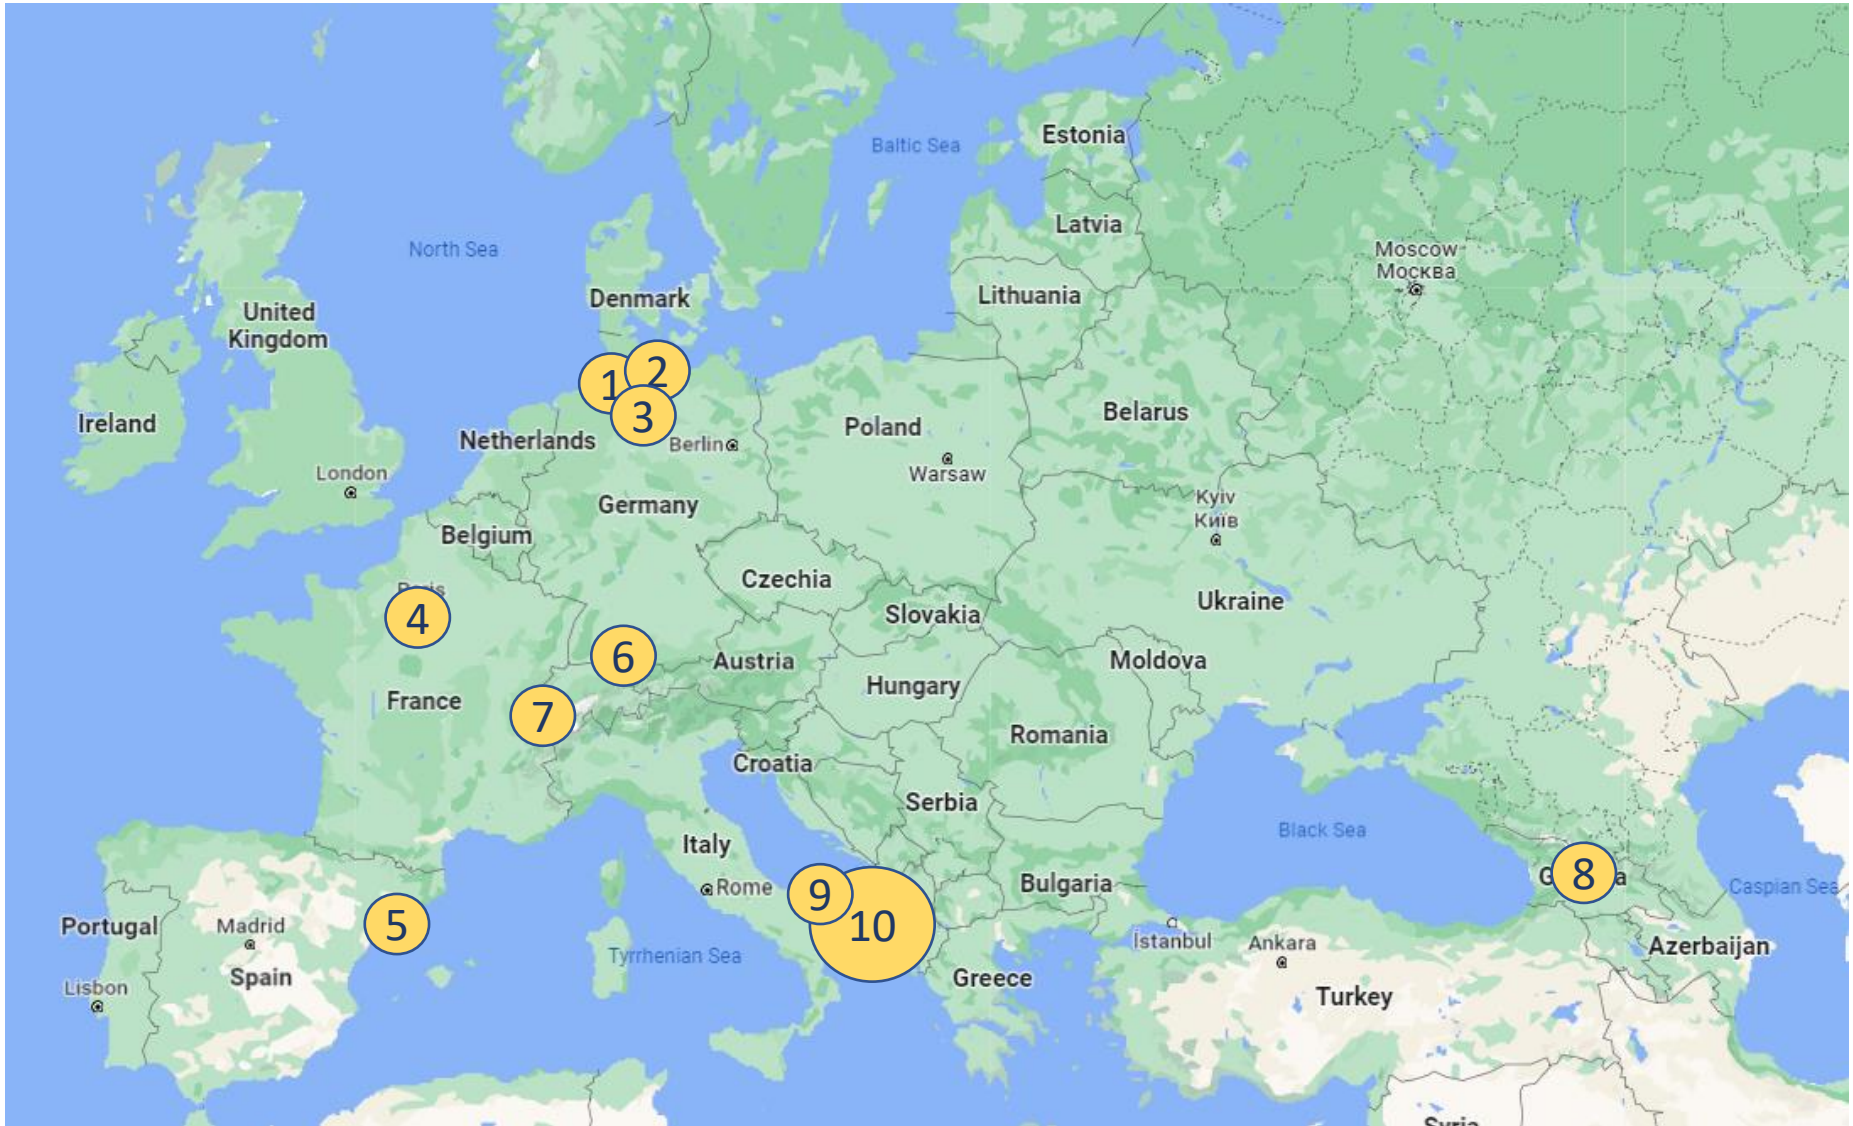 Estonia
Baltic Sea
Latvia
Moscow
Москва
North Sea
Denmark
Lithuania
United
Kingdom
1
2
3
Ireland
Netherlands
Berlin
Poland
Belarus
London
Warsaw
Germany
Kyiv
Київ
Belgium
Czechia
Paris
4
Slovakia
Ukraine
6
Austria
Moldova
Hungary
France
7
Romania
Croatia
Serbia
Black Sea
Italy
8
Bulgaria
Caspian Sea
Rome
9
10
5
Portugal
Madrid
İstanbul
Ankara
Azerbaijan
Tyrrhenian Sea
Spain
Greece
Lisbon
Turkey
Syria